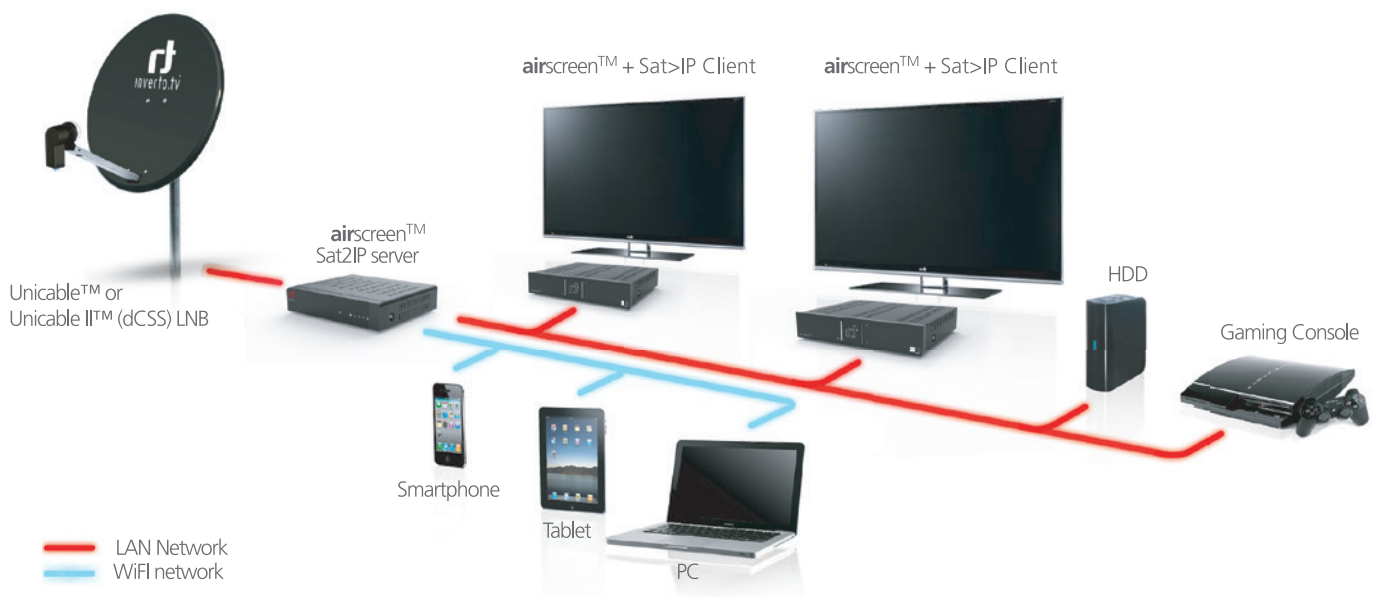 inverto.tv
airscreen™ + Sat>IP Client
airscreen™ + Sat>IP Client
airscreen™
Sat2IP server
Unicable™ or
Unicable II™ (dCSS) LNB
HDD
Gaming Console
Smartphone
Tablet
PC
LAN Network
WiFI network